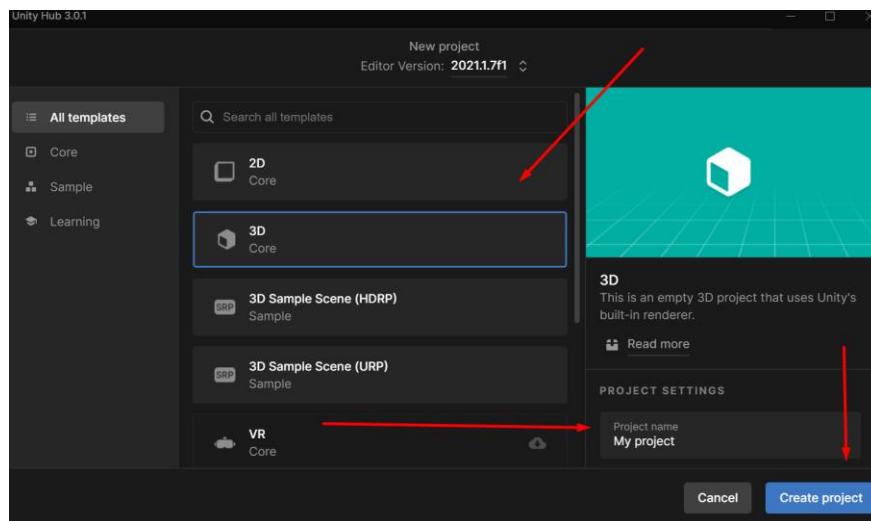 Unity Hub 3.0.1
New project
Editor Version: 2021.1.7f1
All templates
Core
Sample
Learning
Search all templates
2D
Core
3D
Core
SRP
3D Sample Scene (HDRP)
Sample
SRP
3D Sample Scene (URP)
Sample
VR
Core
3D
This is an empty 3D project that uses Unity's
built-in renderer.
Read more
PROJECT SETTINGS
Project name
My project
Cancel
Create project